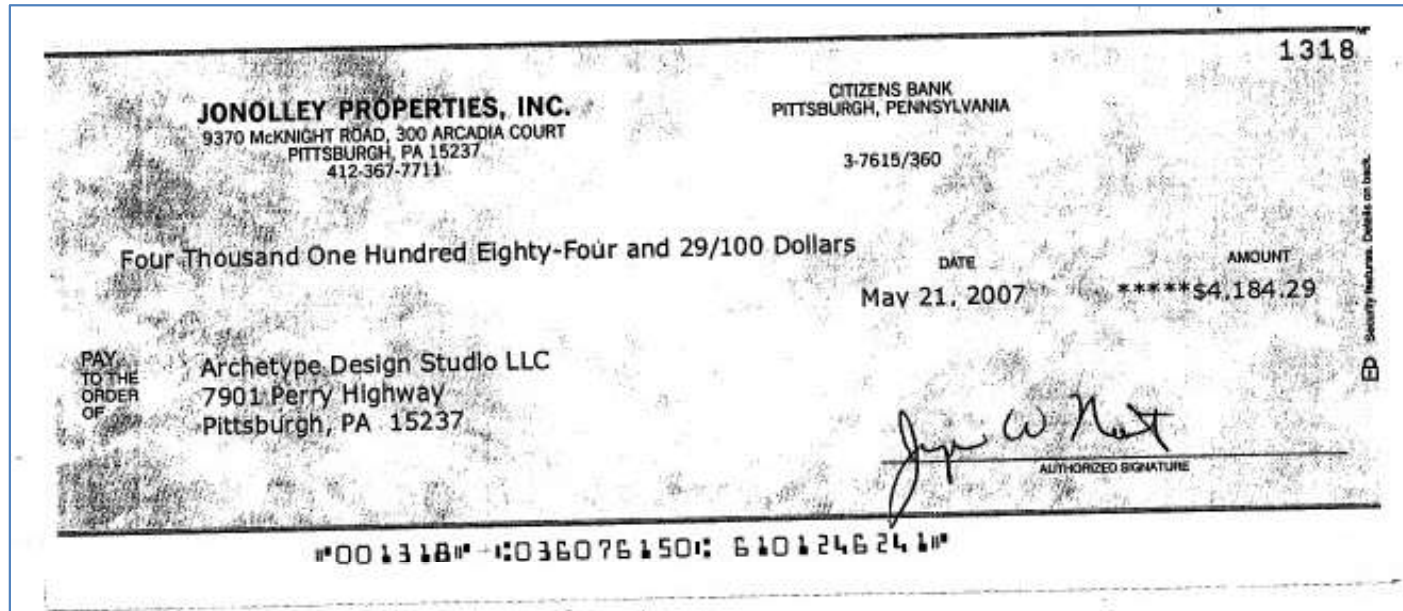 1318
JONOLLEY PROPERTIES, INC.
9370 McKNIGHT ROAD, 300 ARCADIA COURT
PITTSBURGH, PA 15237
412-367-7711
CITIZENS BANK
PITTSBURGH, PENNSYLVANIA
3-7615/360
Four Thousand One Hundred Eighty-Four and 29/100 Dollars
DATE
May 21, 2007
AMOUNT
*****$4,184.29
PAY
TO THE
ORDER
OF
Archetype Design Studio LLC
7901 Perry Highway
Pittsburgh, PA 15237
AUTHORIZED SIGNATURE
Security features. Details on back.
⑈001318⑈ ⑆036076150⑆ 6101246241⑈